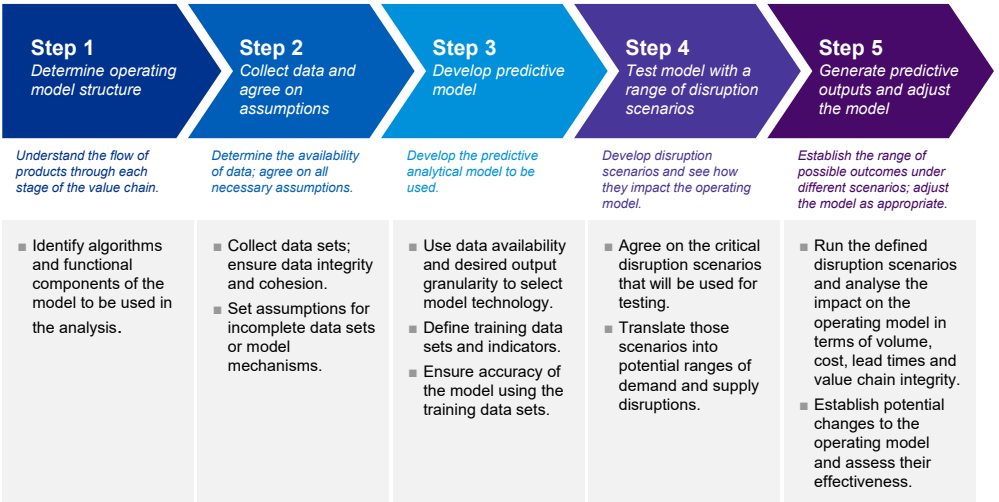 Step 1
Determine operating
model structure
Step 2
Collect data and
agree on
assumptions
Step 3
Develop predictive
model
Step 4
Test model with a
range of disruption
scenarios
Step 5
Generate predictive
outputs and adjust
the model
Understand the flow of
products through each
stage of the value chain.
Determine the availability
of data; agree on all
necessary assumptions.
Develop the predictive
analytical model to be
used.
Develop disruption
scenarios and see how
they impact the operating
model.
Establish the range of
possible outcomes under
different scenarios; adjust
the model as appropriate.
■ Identify algorithms
and functional
components of the
model to be used in
the analysis.
■ Collect data sets;
ensure data integrity
and cohesion.
■ Set assumptions for
incomplete data sets
or model
mechanisms.
■ Use data availability
and desired output
granularity to select
model technology.
■ Define training data
sets and indicators.
■ Ensure accuracy of
the model using the
training data sets.
■ Agree on the critical
disruption scenarios
that will be used for
testing.
■ Translate those
scenarios into
potential ranges of
demand and supply
disruptions.
■ Run the defined
disruption scenarios
and analyse the
impact on the
operating model in
terms of volume,
cost, lead times and
value chain integrity.
■ Establish potential
changes to the
operating model
and assess their
effectiveness.